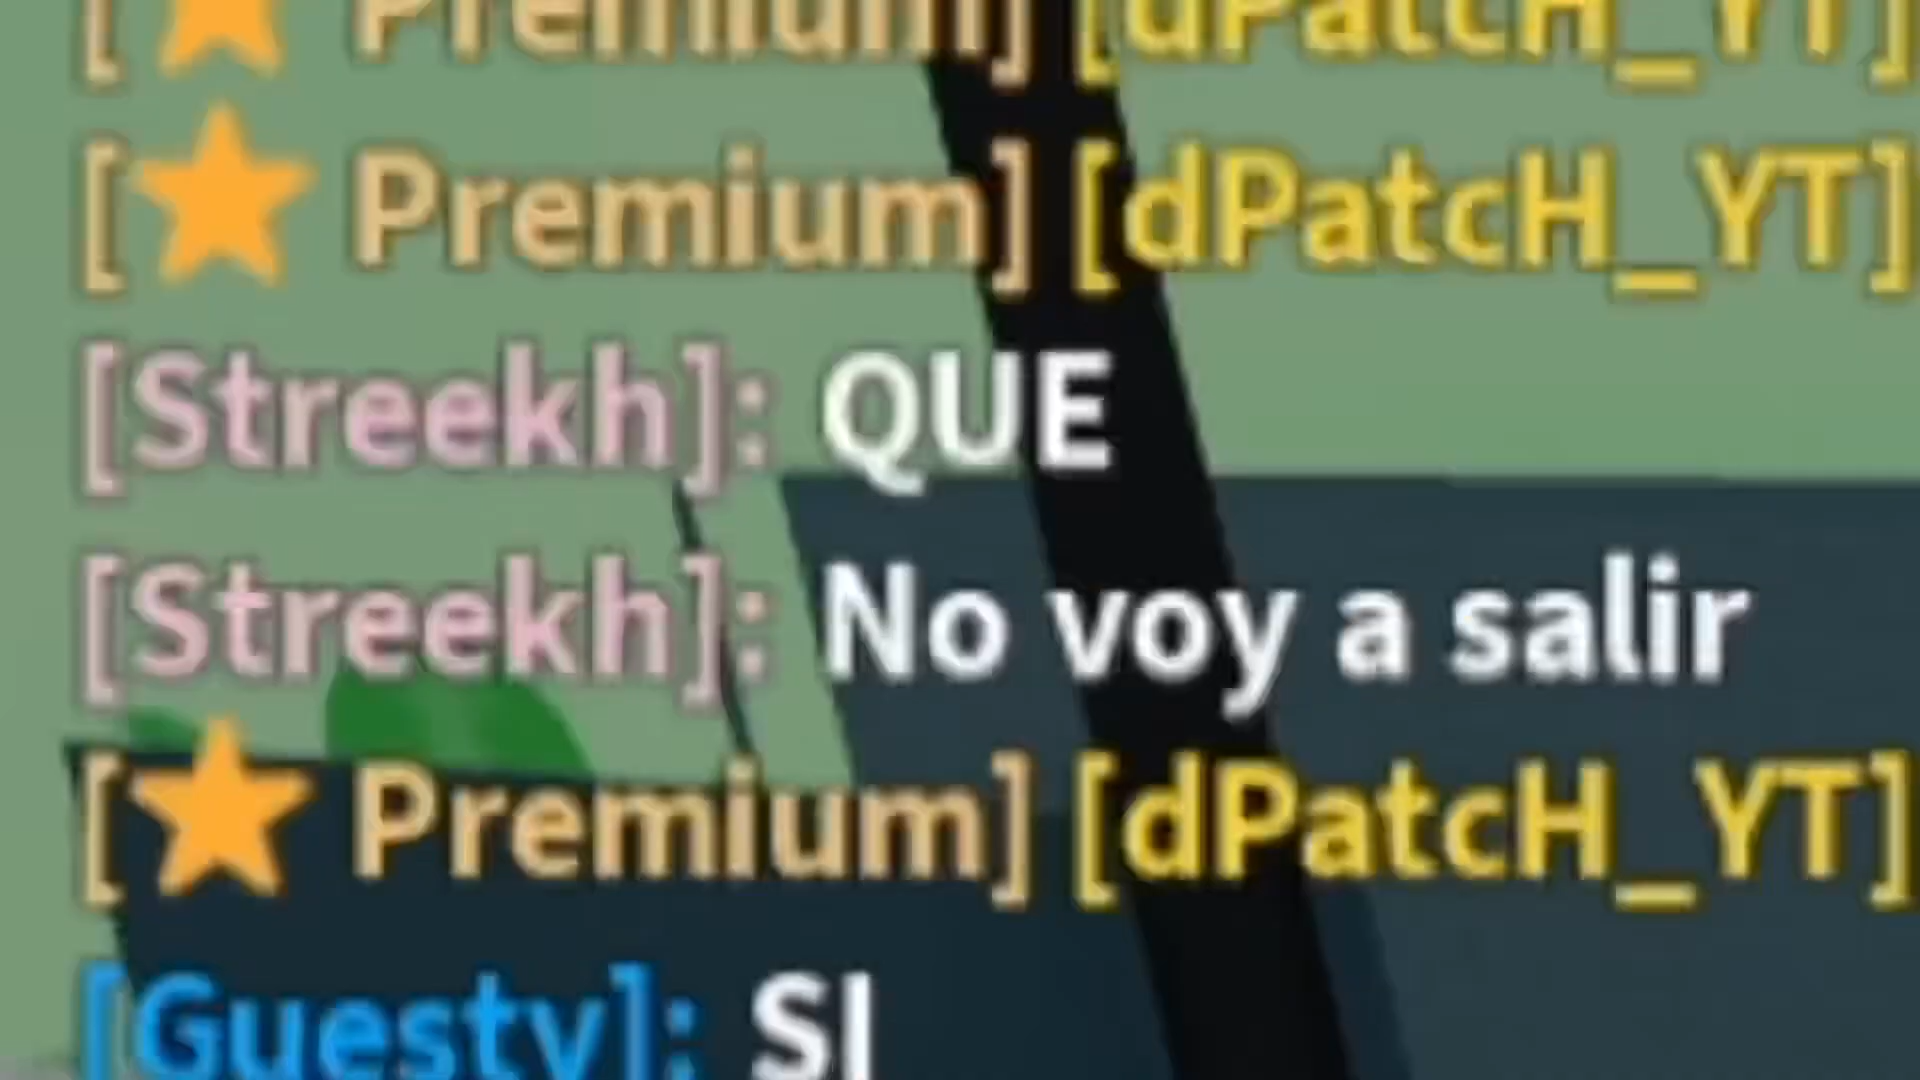 [⭐ Premium] [dPatcH_YT]
[⭐ Premium] [dPatcH_YT]
[Streekh]: QUE
[Streekh]: No voy a salir
[⭐ Premium] [dPatcH_YT]
[Guesty]: SI